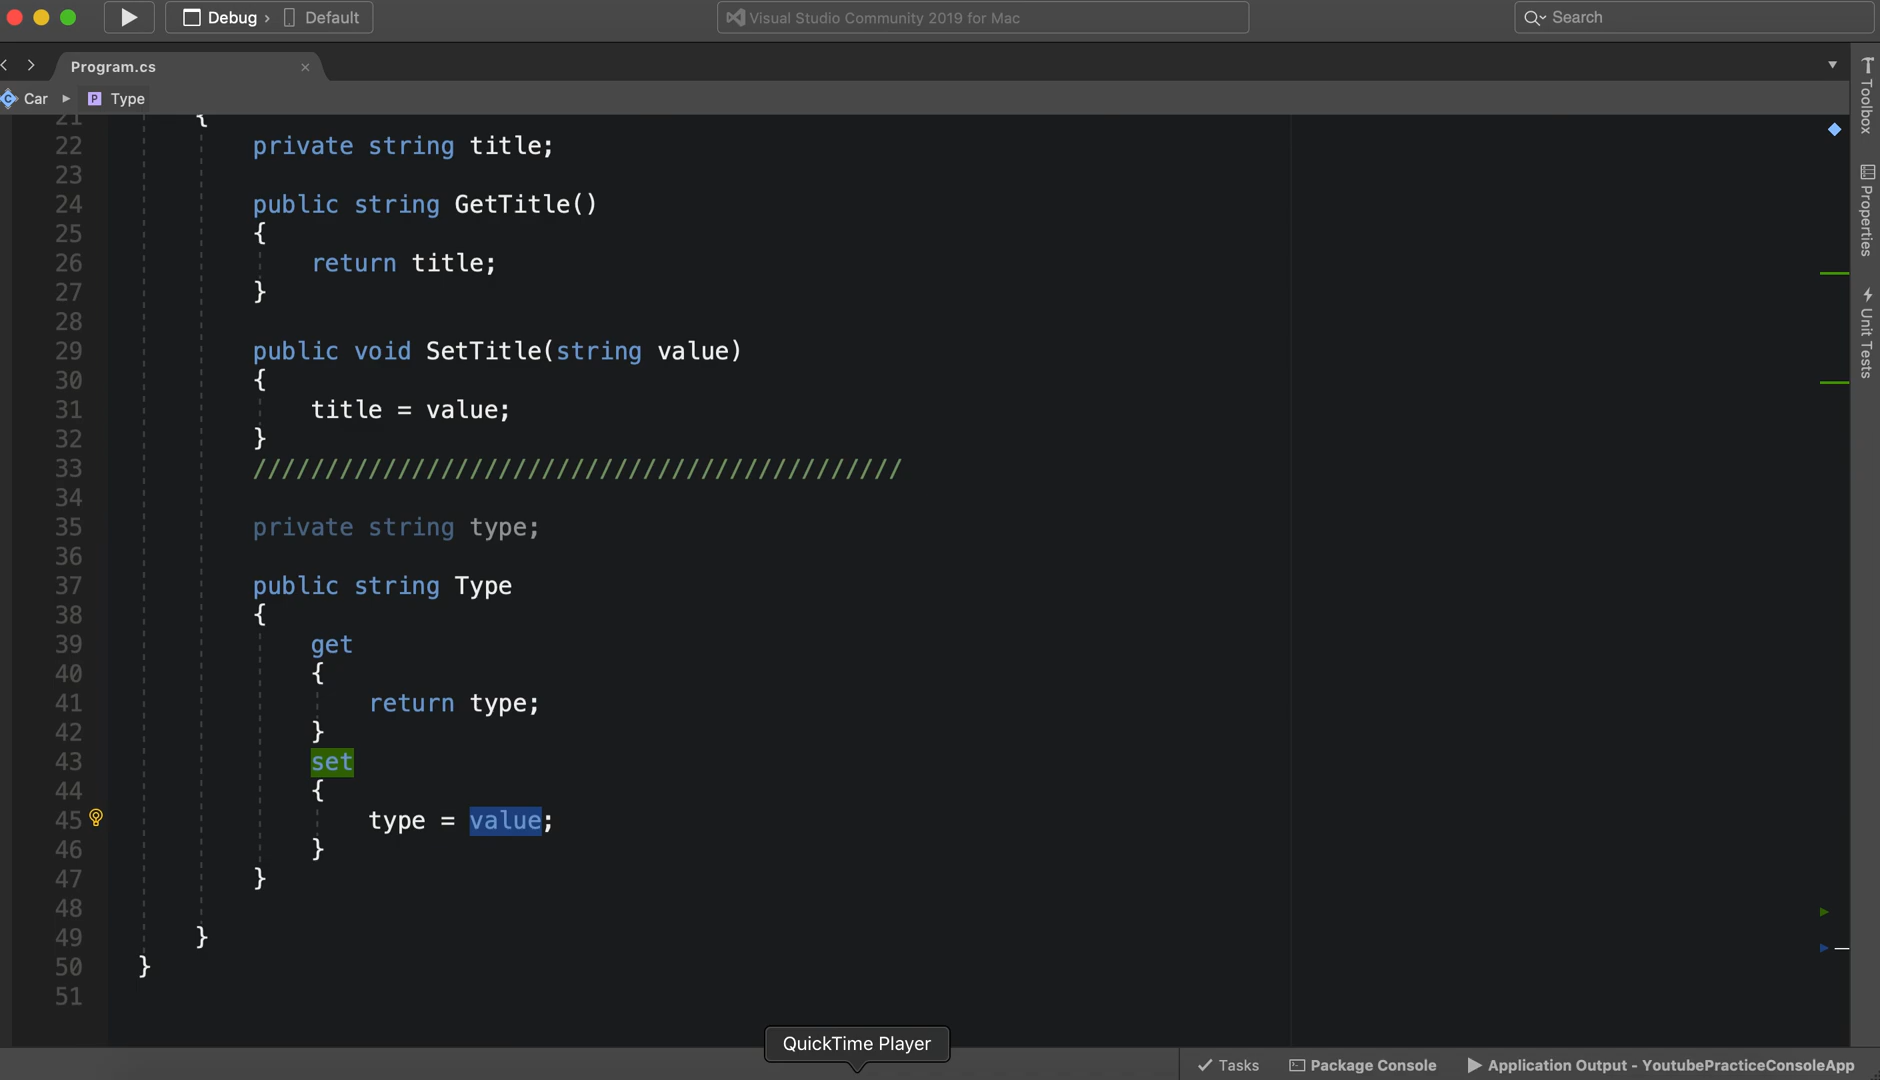 Debug › Default
Visual Studio Community 2019 for Mac
Search
Program.cs ×
Car ▸ P Type
21 {
22 private string title;
23
24 public string GetTitle()
25 {
26 return title;
27 }
28
29 public void SetTitle(string value)
30 {
31 title = value;
32 }
33 /////////////////////////////////////////////
34
35 private string type;
36
37 public string Type
38 {
39 get
40 {
41 return type;
42 }
43 set
44 {
45 type = value;
46 }
47 }
48
49 }
50 }
51
Toolbox
Properties
Unit Tests
QuickTime Player
Tasks
Package Console
Application Output - YoutubePracticeConsoleApp